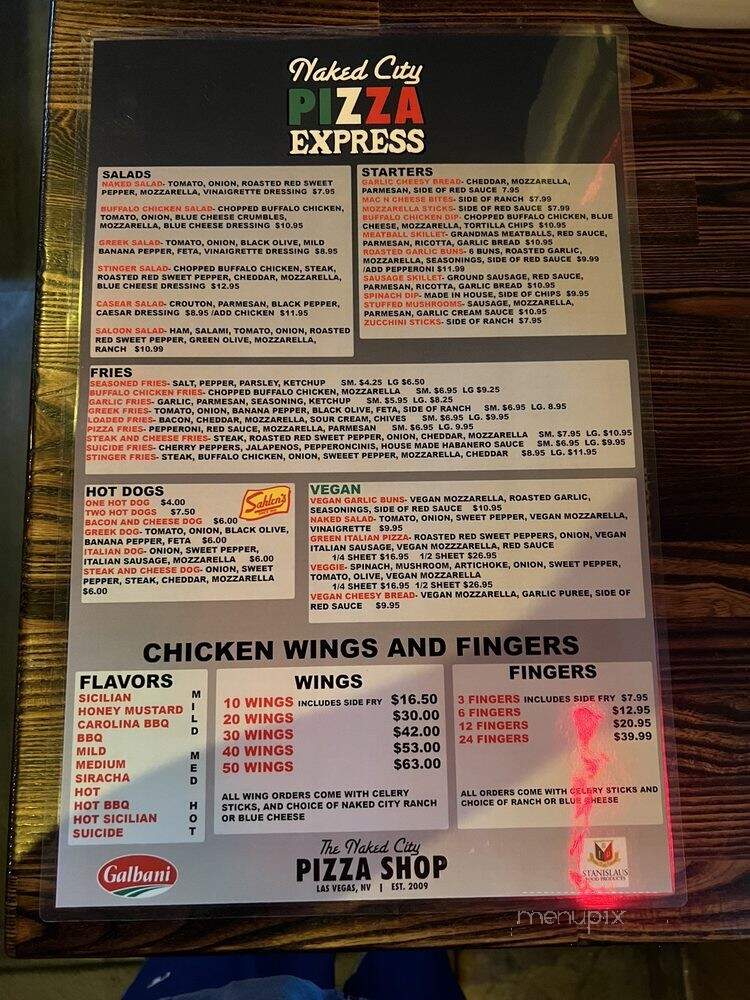 Naked City
PIZZA
EXPRESS
SALADS
NAKED SALAD- TOMATO, ONION, ROASTED RED SWEET
PEPPER, MOZZARELLA, VINAIGRETTE DRESSING $7.95
BUFFALO CHICKEN SALAD- CHOPPED BUFFALO CHICKEN,
TOMATO, ONION, BLUE CHEESE CRUMBLES,
MOZZARELLA, BLUE CHEESE DRESSING $10.95
GREEK SALAD- TOMATO, ONION, BLACK OLIVE, MILD
BANANA PEPPER, FETA, VINAIGRETTE DRESSING $8.95
STINGER SALAD- CHOPPED BUFFALO CHICKEN, STEAK,
ROASTED RED SWEET PEPPER, CHEDDAR, MOZZARELLA,
BLUE CHEESE DRESSING $12.95
CAESAR SALAD- CROUTON, PARMESAN, BLACK PEPPER,
CAESAR DRESSING $8.95 /ADD CHICKEN $11.95
SALOON SALAD- HAM, SALAMI, TOMATO, ONION, ROASTED
RED SWEET PEPPER, GREEN OLIVE, MOZZARELLA,
RANCH $10.99
STARTERS
GARLIC CHEESY BREAD- CHEDDAR, MOZZARELLA,
PARMESAN, SIDE OF RED SAUCE 7.95
MAC N CHEESE BITES- SIDE OF RANCH $7.99
MOZZARELLA STICKS- SIDE OF RED SAUCE $7.99
BUFFALO CHICKEN DIP- CHOPPED BUFFALO CHICKEN, BLUE
CHEESE, MOZZARELLA, TORTILLA CHIPS $10.95
MEATBALL SKILLET- GRANDMAS MEATBALLS, RED SAUCE,
PARMESAN, RICOTTA, GARLIC BREAD $10.95
ROASTED GARLIC BUNS- 6 BUNS, ROASTED GARLIC,
MOZZARELLA, SEASONINGS, SIDE OF RED SAUCE $9.99
/ADD PEPPERONI $11.99
SAUSAGE SKILLET- GROUND SAUSAGE, RED SAUCE,
PARMESAN, RICOTTA, GARLIC BREAD $10.95
SPINACH DIP- MADE IN HOUSE, SIDE OF CHIPS $9.95
STUFFED MUSHROOMS- SAUSAGE, MOZZARELLA,
PARMESAN, GARLIC CREAM SAUCE $10.95
ZUCCHINI STICKS- SIDE OF RANCH $7.95
FRIES
SEASONED FRIES- SALT, PEPPER, PARSLEY, KETCHUP SM. $4.25 LG $6.50
BUFFALO CHICKEN FRIES- CHOPPED BUFFALO CHICKEN, MOZZARELLA SM. $6.95 LG $9.25
GARLIC FRIES- GARLIC, PARMESAN, SEASONING, KETCHUP SM. $5.95 LG. $8.25
GREEK FRIES- TOMATO, ONION, BANANA PEPPER, BLACK OLIVE, FETA, SIDE OF RANCH SM. $6.95 LG. 8.95
LOADED FRIES- BACON, CHEDDAR, MOZZARELLA, SOUR CREAM, CHIVES SM. $6.95 LG. $9.95
PIZZA FRIES- PEPPERONI, RED SAUCE, MOZZARELLA, PARMESAN SM. $6.95 LG. 9.95
STEAK AND CHEESE FRIES- STEAK, ROASTED RED SWEET PEPPER, ONION, CHEDDAR, MOZZARELLA SM. $7.95 LG. $10.95
SUICIDE FRIES- CHERRY PEPPERS, JALAPENOS, PEPPERONCINIS, HOUSE MADE HABANERO SAUCE SM. $6.95 LG. $9.95
STINGER FRIES- STEAK, BUFFALO CHICKEN, ONION, SWEEET PEPPER, MOZZARELLA, CHEDDAR $8.95 LG. $11.95
HOT DOGS
Sahlen's
ONE HOT DOG $4.00
TWO HOT DOGS $7.50
BACON AND CHEESE DOG $6.00
GREEK DOG- TOMATO, ONION, BLACK OLIVE,
BANANA PEPPER, FETA $6.00
ITALIAN DOG- ONION, SWEET PEPPER,
ITALIAN SAUSAGE, MOZZARELLA $6.00
STEAK AND CHEESE DOG- ONION, SWEET
PEPPER, STEAK, CHEDDAR, MOZZARELLA
$6.00
VEGAN
VEGAN GARLIC BUNS- VEGAN MOZZARELLA, ROASTED GARLIC,
SEASONINGS, SIDE OF RED SAUCE $10.95
NAKED SALAD- TOMATO, ONION, SWEET PEPPER, VEGAN MOZZARELLA,
VINAIGRETTE $9.95
GREEN ITALIAN PIZZA- ROASTED RED SWEET PEPPERS, ONION, VEGAN
ITALIAN SAUSAGE, VEGAN MOZZARELLA, RED SAUCE
1/4 SHEET $16.95 1/2 SHEET $26.95
VEGGIE- SPINACH, MUSHROOM, ARTICHOKE, ONION, SWEET PEPPER,
TOMATO, OLIVE, VEGAN MOZZARELLA
1/4 SHEET $16.95 1/2 SHEET $26.95
VEGAN CHEESY BREAD- VEGAN MOZZARELLA, GARLIC PUREE, SIDE OF
RED SAUCE $9.95
CHICKEN WINGS AND FINGERS
FLAVORS
SICILIAN
HONEY MUSTARD
CAROLINA BBQ
BBQ
MILD
MEDIUM
SIRACHA
HOT
HOT BBQ
HOT SICILIAN
SUICIDE
MILD
MED
HOT
WINGS
10 WINGS INCLUDES SIDE FRY $16.50
20 WINGS $30.00
30 WINGS $42.00
40 WINGS $53.00
50 WINGS $63.00
ALL WING ORDERS COME WITH CELERY
STICKS, AND CHOICE OF NAKED CITY RANCH
OR BLUE CHEESE
FINGERS
3 FINGERS INCLUDES SIDE FRY $7.95
6 FINGERS $12.95
12 FINGERS $20.95
24 FINGERS $39.99
ALL ORDERS COME WITH CELERY STICKS AND
CHOICE OF RANCH OR BLUE CHEESE
Galbani
The Naked City
PIZZA SHOP
LAS VEGAS, NV | EST. 2009
STANISLAUS
FOOD PRODUCTS
menupix